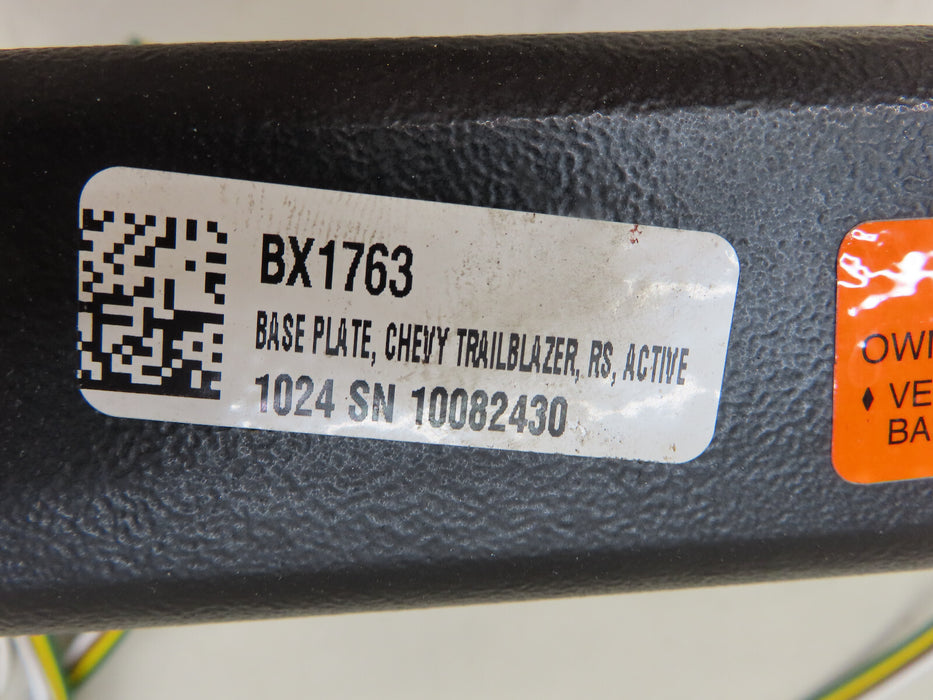 BX1763
BASE PLATE, CHEVY TRAILBLAZER, RS, ACTIVE
1024 SN 10082430
OWN
♦ VE
BA